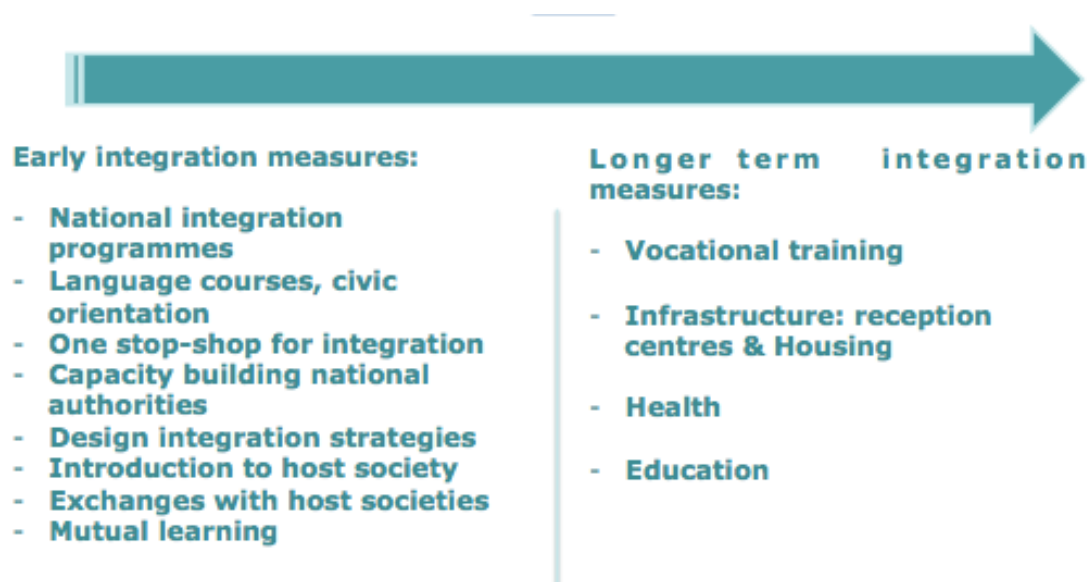 Early integration measures:
- National integration
programmes
- Language courses, civic
orientation
- One stop-shop for integration
- Capacity building national
authorities
- Design integration strategies
- Introduction to host society
- Exchanges with host societies
- Mutual learning
Longer term integration
measures:
- Vocational training
- Infrastructure: reception
centres & Housing
- Health
- Education